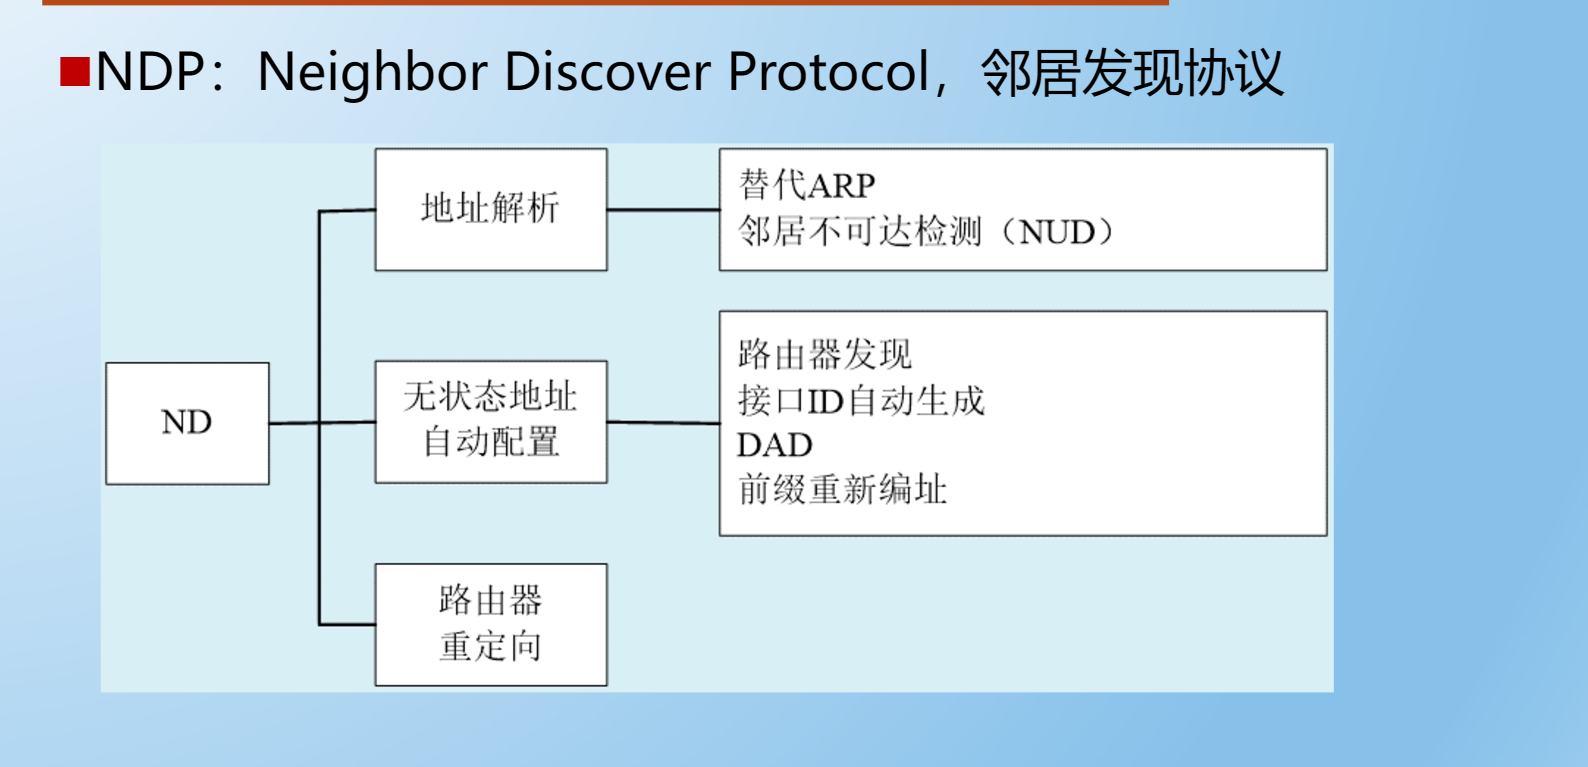 NDP：Neighbor Discover Protocol，邻居发现协议
地址解析
替代ARP
邻居不可达检测（NUD）
ND
无状态地址
自动配置
路由器发现
接口ID自动生成
DAD
前缀重新编址
路由器
重定向